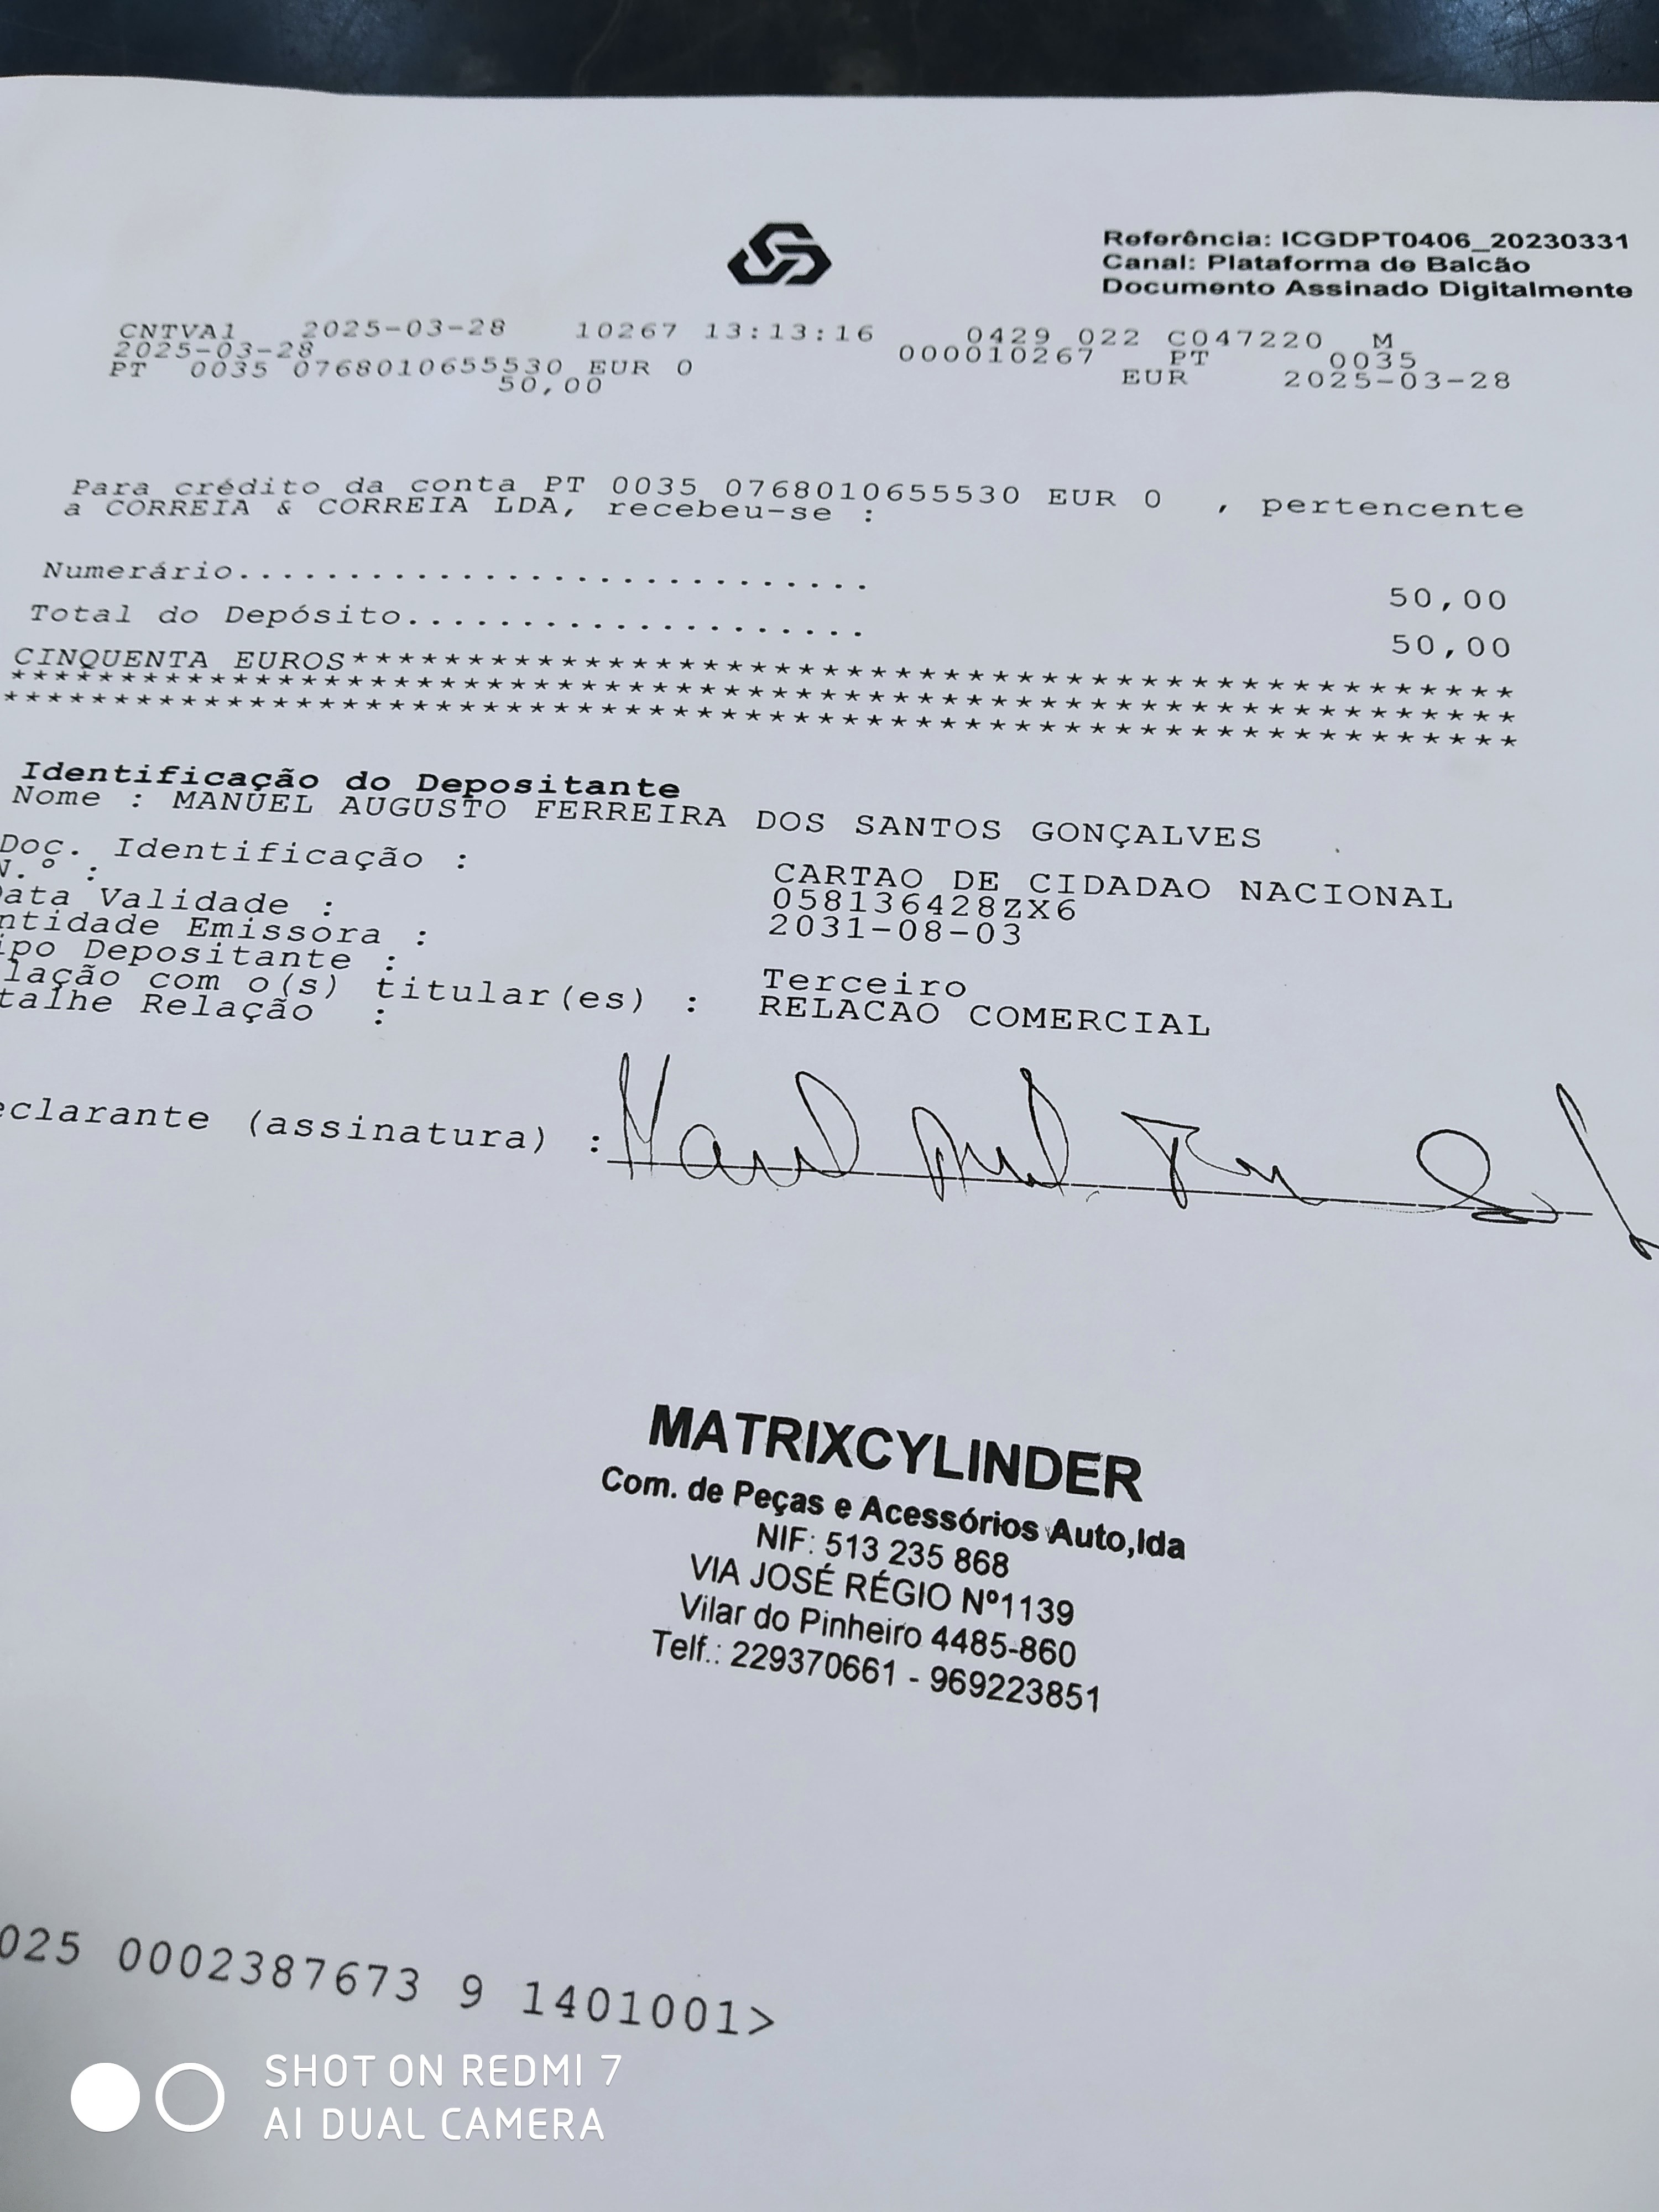 Referência: ICGDPT0406_20230331
Canal: Plataforma de Balcão
Documento Assinado Digitalmente
CNTVA1 2025-03-28 10267 13:13:16 0429 022 C047220 M
2025-03-28 000010267 PT 0035
PT 0035 0768010655530 EUR 0 EUR 2025-03-28
50,00
Para crédito da conta PT 0035 0768010655530 EUR 0 , pertencente
a CORREIA & CORREIA LDA, recebeu-se :
Numerário............................ 50,00
Total do Depósito.................... 50,00
CINQUENTA EUROS***************************************************
******************************************************************
******************************************************************
Identificação do Depositante
Nome : MANUEL AUGUSTO FERREIRA DOS SANTOS GONÇALVES
Doc. Identificação : CARTAO DE CIDADAO NACIONAL
N.º : 058136428ZX6
Data Validade : 2031-08-03
ntidade Emissora :
ipo Depositante : Terceiro
lação com o(s) titular(es) : RELACAO COMERCIAL
talhe Relação :
eclarante (assinatura) :
MATRIXCYLINDER
Com. de Peças e Acessórios Auto,lda
NIF: 513 235 868
VIA JOSÉ RÉGIO Nº1139
Vilar do Pinheiro 4485-860
Telf.: 229370661 - 969223851
025 0002387673 9 1401001>
SHOT ON REDMI 7
AI DUAL CAMERA